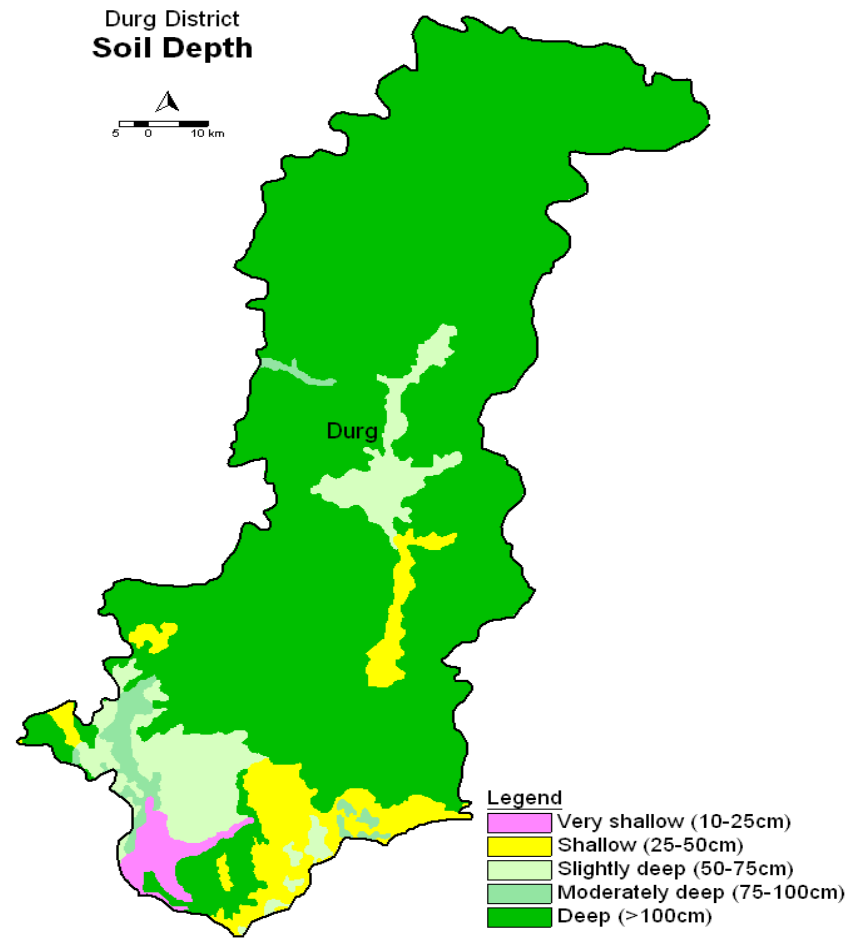 Durg District
Soil Depth
5 0 10 km
Durg
Legend
Very shallow (10-25cm)
Shallow (25-50cm)
Slightly deep (50-75cm)
Moderately deep (75-100cm)
Deep (>100cm)